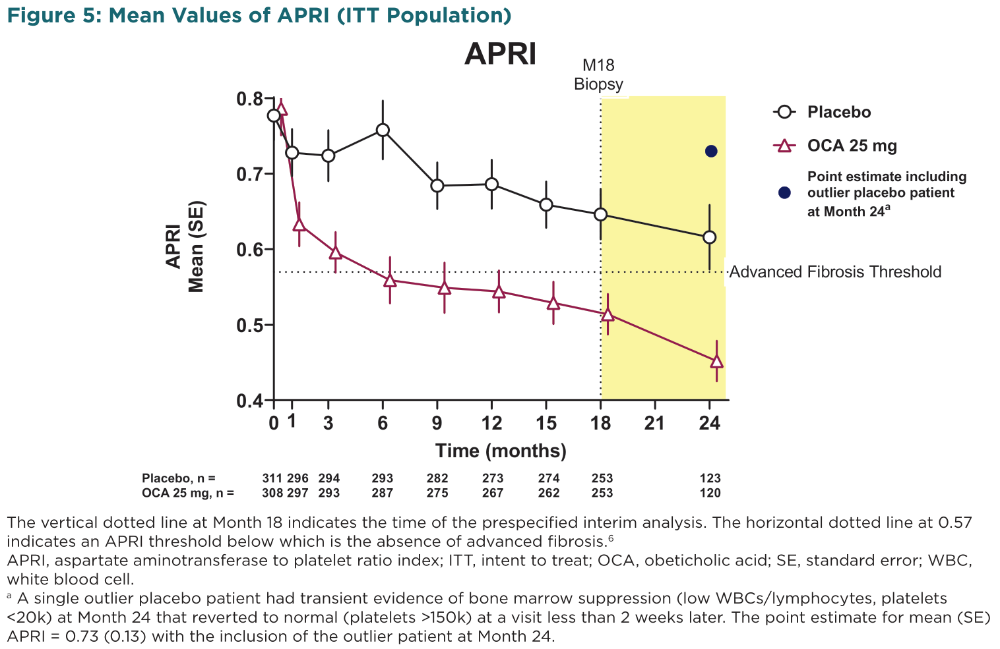 Figure 5: Mean Values of APRI (ITT Population)
APRI
M18
Biopsy
0.8
0.7
0.6
0.5
0.4
APRI
Mean (SE)
Placebo
OCA 25 mg
Point estimate including
outlier placebo patient
at Month 24ᵃ
Advanced Fibrosis Threshold
0 1 3 6 9 12 15 18 21 24
Time (months)
Placebo, n = 311 296 294 293 282 273 274 253 123
OCA 25 mg, n = 308 297 293 287 275 267 262 253 120
The vertical dotted line at Month 18 indicates the time of the prespecified interim analysis. The horizontal dotted line at 0.57
indicates an APRI threshold below which is the absence of advanced fibrosis.⁶
APRI, aspartate aminotransferase to platelet ratio index; ITT, intent to treat; OCA, obeticholic acid; SE, standard error; WBC,
white blood cell.
ᵃ A single outlier placebo patient had transient evidence of bone marrow suppression (low WBCs/lymphocytes, platelets
<20k) at Month 24 that reverted to normal (platelets >150k) at a visit less than 2 weeks later. The point estimate for mean (SE)
APRI = 0.73 (0.13) with the inclusion of the outlier patient at Month 24.